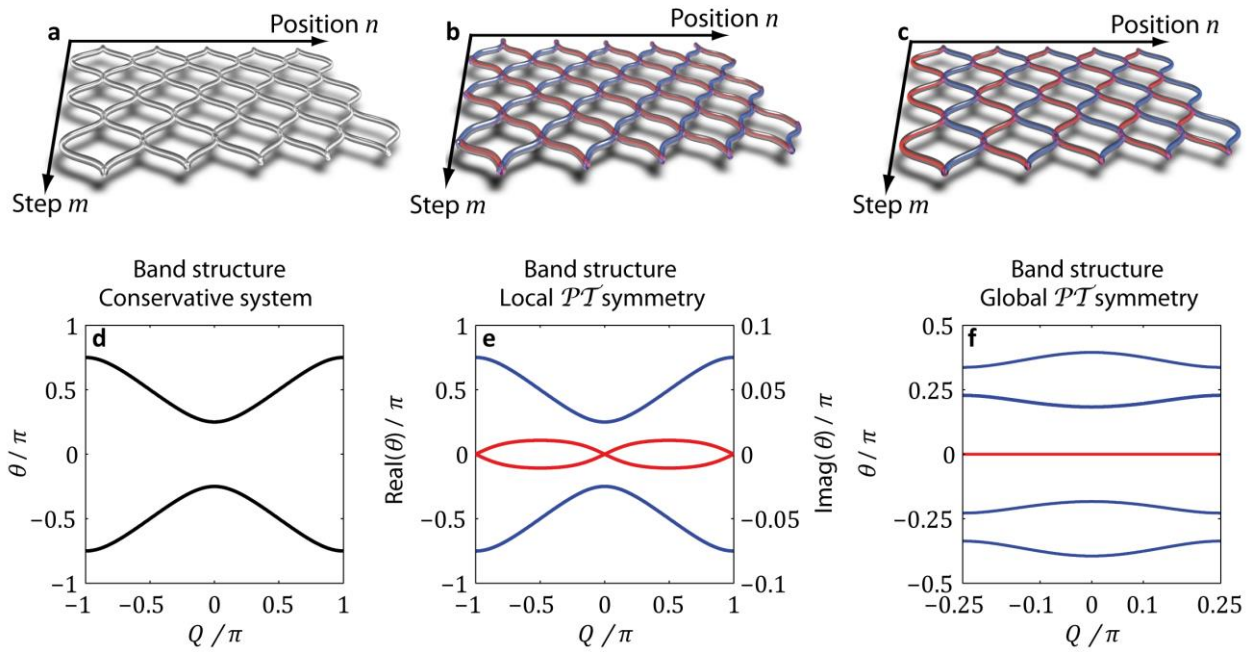 a
Position n
Step m
b
Position n
Step m
c
Position n
Step m
Band structure
Conservative system
d
1
0.5
0
−0.5
−1
θ / π
−1
−0.5
0
0.5
1
Q / π
Band structure
Local 𝒫𝒯 symmetry
e
1
0.5
0
−0.5
−1
Real(θ) / π
0.1
0.05
0
−0.05
−0.1
Imag(θ) / π
−1
−0.5
0
0.5
1
Q / π
Band structure
Global 𝒫𝒯 symmetry
f
0.5
0.25
0
−0.25
−0.5
θ / π
−0.25
−0.1
0
0.1
0.25
Q / π